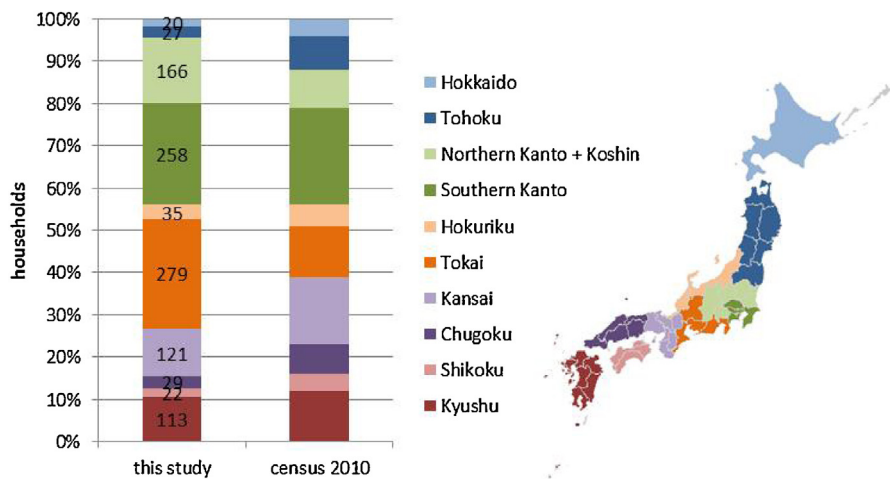 households
100%
90%
80%
70%
60%
50%
40%
30%
20%
10%
0%
20
27
166
258
35
279
121
29
22
113
this study
census 2010
Hokkaido
Tohoku
Northern Kanto + Koshin
Southern Kanto
Hokuriku
Tokai
Kansai
Chugoku
Shikoku
Kyushu